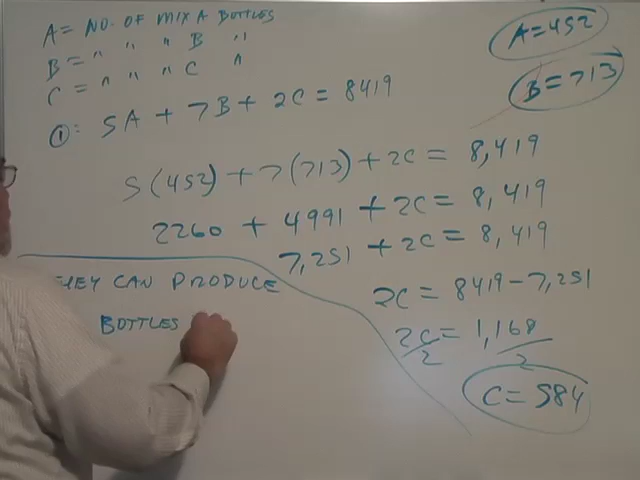 A = NO. OF MIX A BOTTLES
B = " " " B "
C = " " " C "
①: 5A + 7B + 2C = 8419
A = 452
B = 713
5(452) + 7(713) + 2C = 8,419
2260 + 4991 + 2C = 8,419
7,251 + 2C = 8,419
2C = 8419 - 7,251
2C = 1,168
2 2
C = 584
HEY CAN PRODUCE
BOTTLES